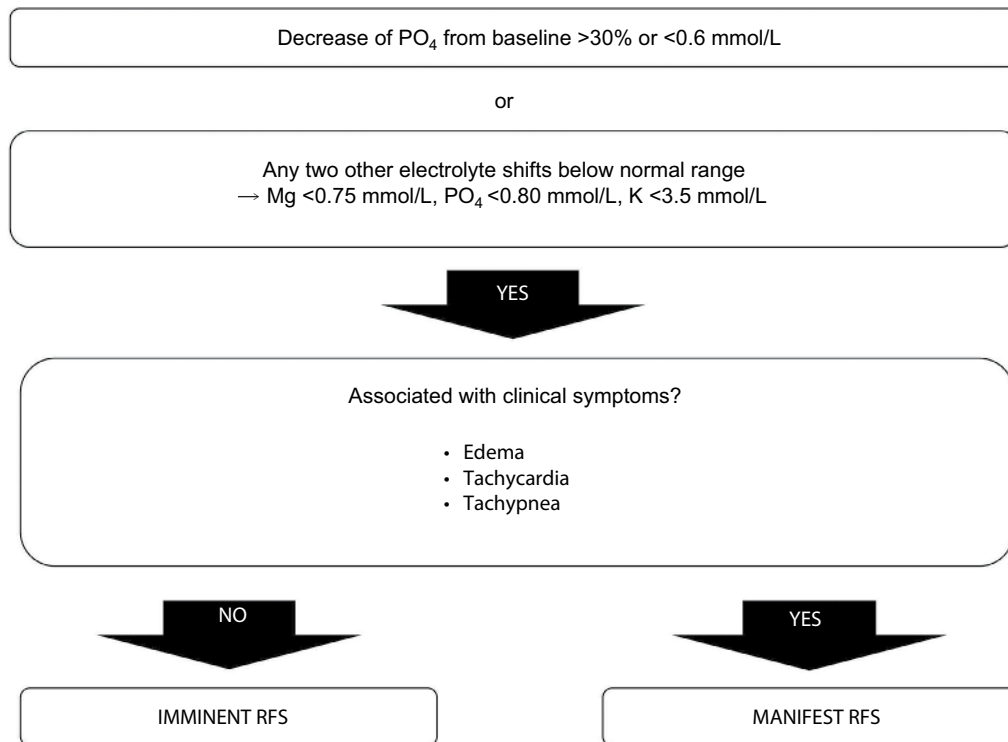 Decrease of PO₄ from baseline >30% or <0.6 mmol/L
or
Any two other electrolyte shifts below normal range
→ Mg <0.75 mmol/L, PO₄ <0.80 mmol/L, K <3.5 mmol/L
YES
Associated with clinical symptoms?
• Edema
• Tachycardia
• Tachypnea
NO
YES
IMMINENT RFS
MANIFEST RFS